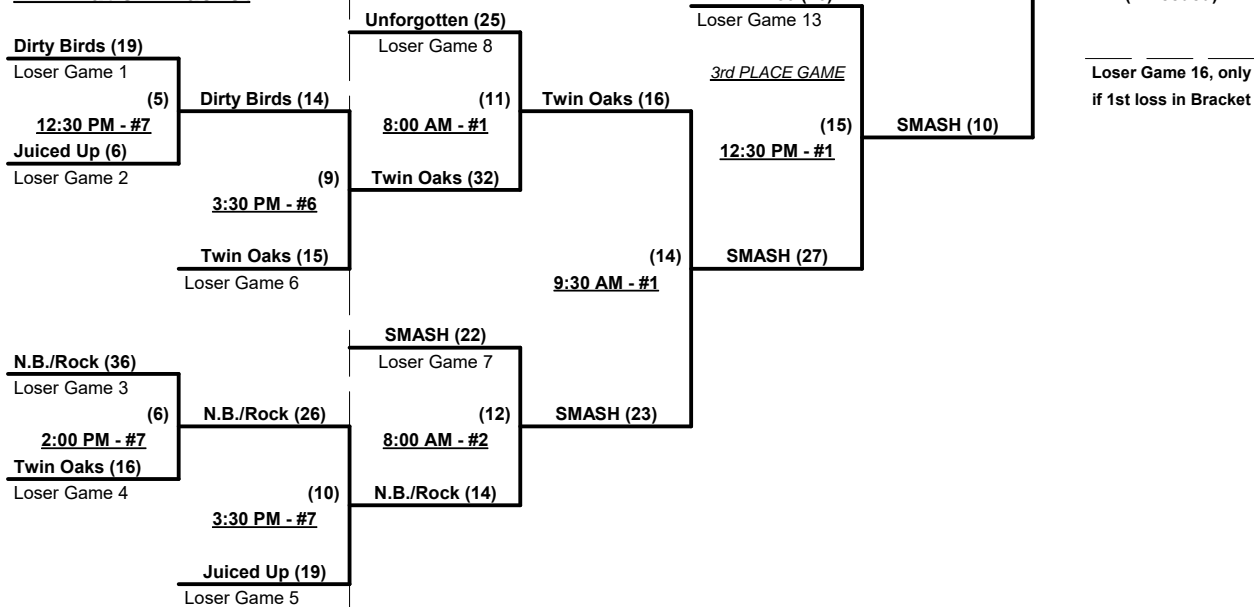 Unforgotten (25)
Loser Game 13
Loser Game 8
Dirty Birds (19)
Loser Game 1
3rd PLACE GAME
Loser Game 16, only
if 1st loss in Bracket
(5)
Dirty Birds (14)
(11)
Twin Oaks (16)
12:30 PM - #7
8:00 AM - #1
(15)
SMASH (10)
Juiced Up (6)
12:30 PM - #1
Loser Game 2
(9)
Twin Oaks (32)
3:30 PM - #6
Twin Oaks (15)
(14)
SMASH (27)
Loser Game 6
9:30 AM - #1
SMASH (22)
N.B./Rock (36)
Loser Game 7
Loser Game 3
(6)
N.B./Rock (26)
(12)
SMASH (23)
2:00 PM - #7
8:00 AM - #2
Twin Oaks (16)
Loser Game 4
(10)
N.B./Rock (14)
3:30 PM - #7
Juiced Up (19)
Loser Game 5